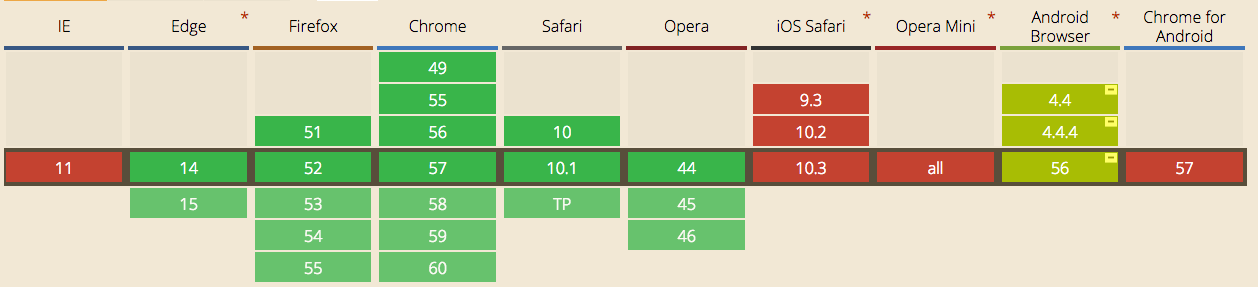 IE Edge * Firefox Chrome Safari Opera iOS Safari * Opera Mini * Android Browser * Chrome for Android
49
55 9.3 4.4
51 56 10 10.2 4.4.4
11 14 52 57 10.1 44 10.3 all 56 57
15 53 58 TP 45
54 59 46
55 60